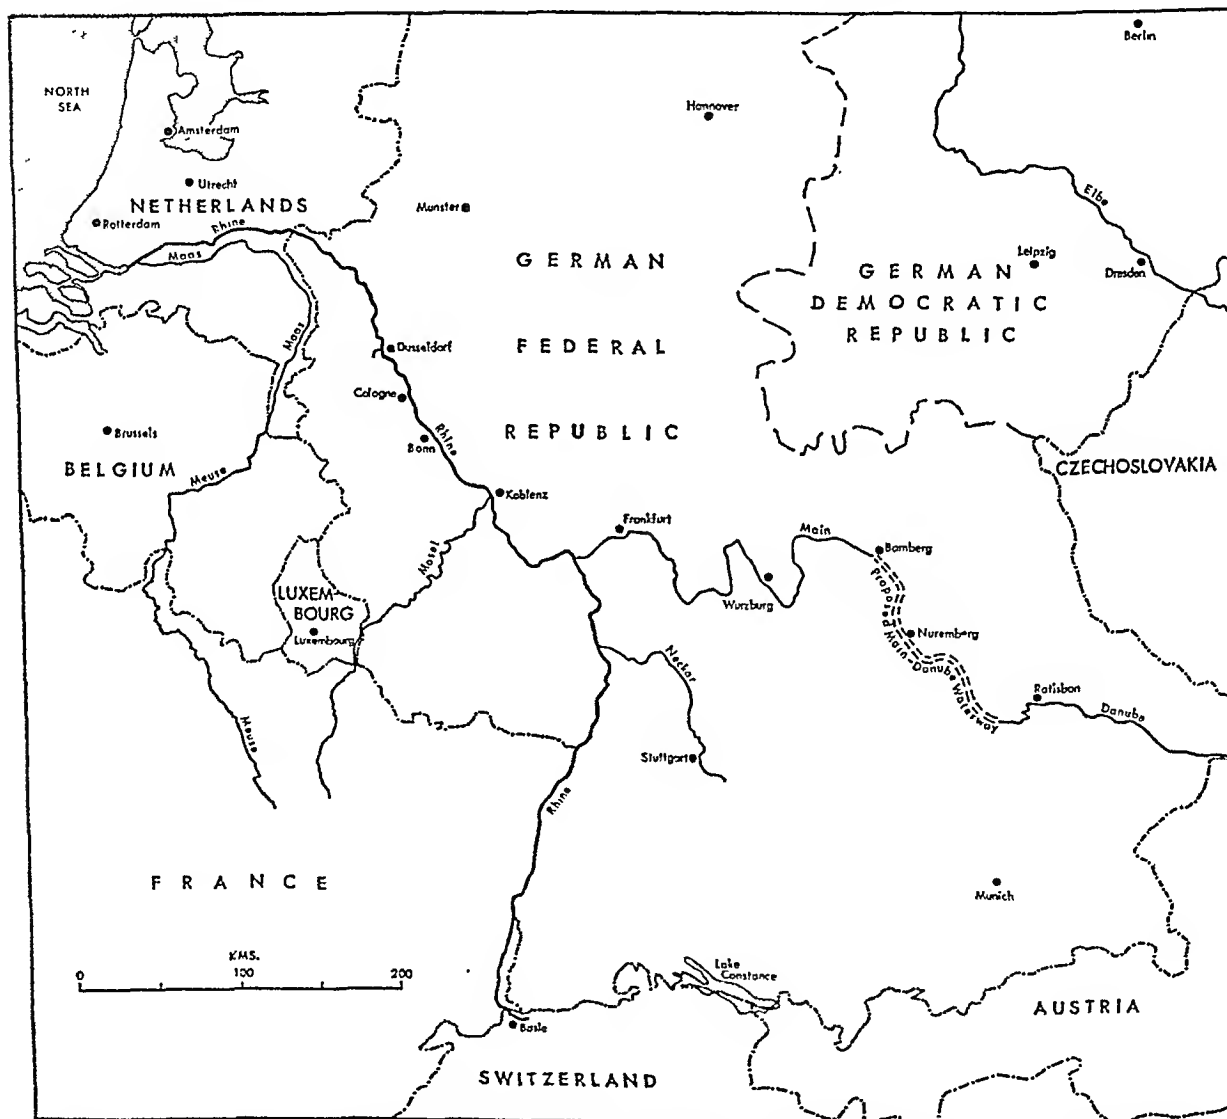 Berlin
NORTH
SEA
Hannover
Amsterdam
Utrecht
NETHERLANDS
Munster
Elbe
Rotterdam
Rhine
Maas
GERMAN
FEDERAL
REPUBLIC
Leipzig
Dresden
GERMAN
DEMOCRATIC
REPUBLIC
Maas
Dusseldorf
Cologne
Rhine
Bonn
Brussels
BELGIUM
Meuse
CZECHOSLOVAKIA
Koblenz
Frankfurt
Main
Bamberg
Mosel
LUXEM-
BOURG
Luxembourg
Wurzburg
Proposed Main-Danube Waterway
Nuremberg
Neckar
Ratisbon
Danube
Meuse
Stuttgart
Rhine
FRANCE
Munich
KMS.
0 100 200
Lake
Constance
AUSTRIA
Basle
SWITZERLAND